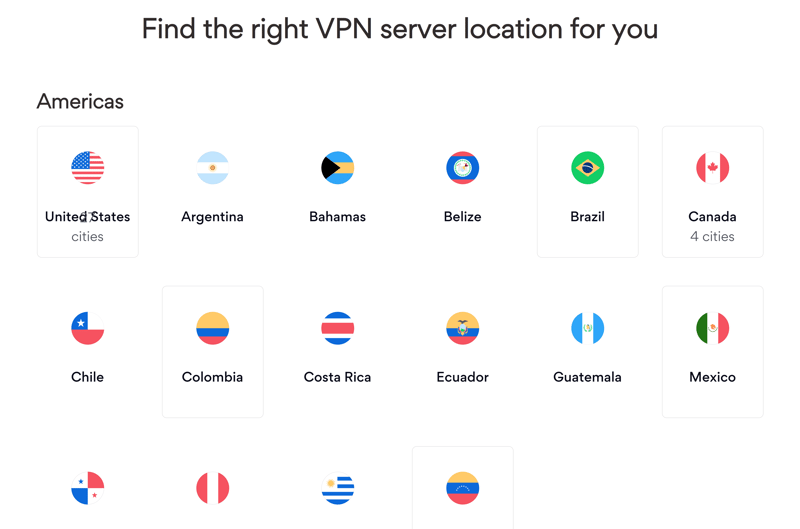 Find the right VPN server location for you
Americas
United States
cities
Argentina
Bahamas
Belize
Brazil
Canada
4 cities
Chile
Colombia
Costa Rica
Ecuador
Guatemala
Mexico